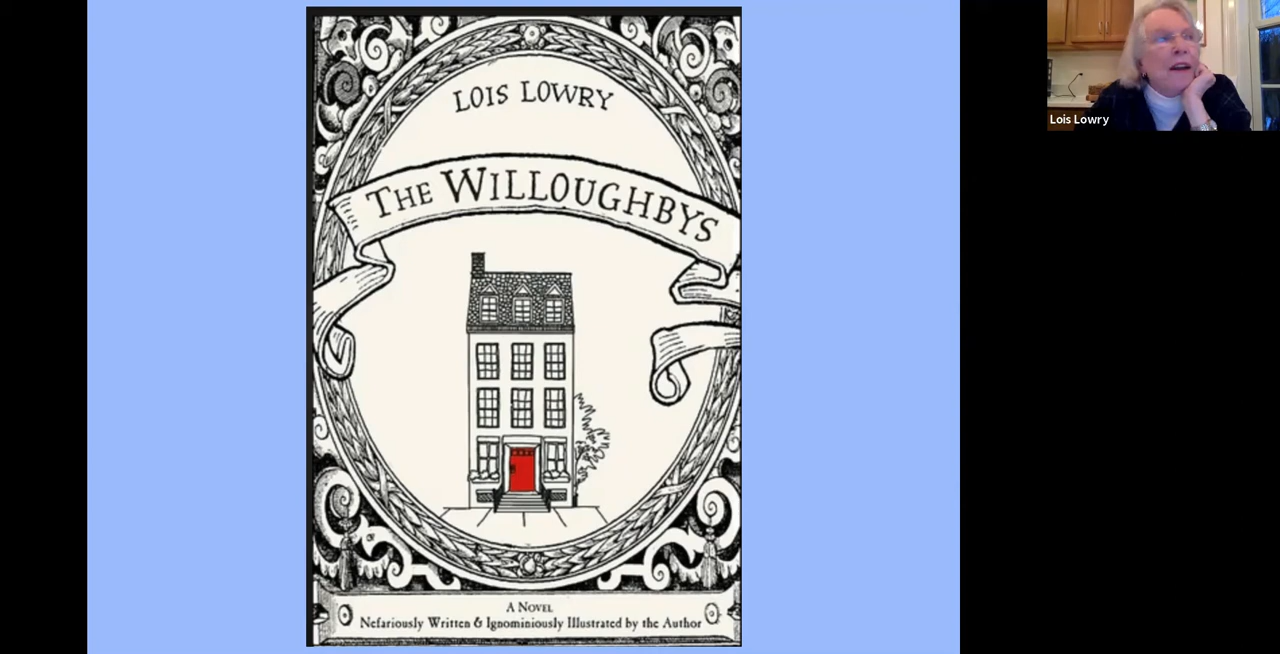 LOIS LOWRY
THE WILLOUGHBYS
A NOVEL
Nefariously Written & Ignominiously Illustrated by the Author
Lois Lowry